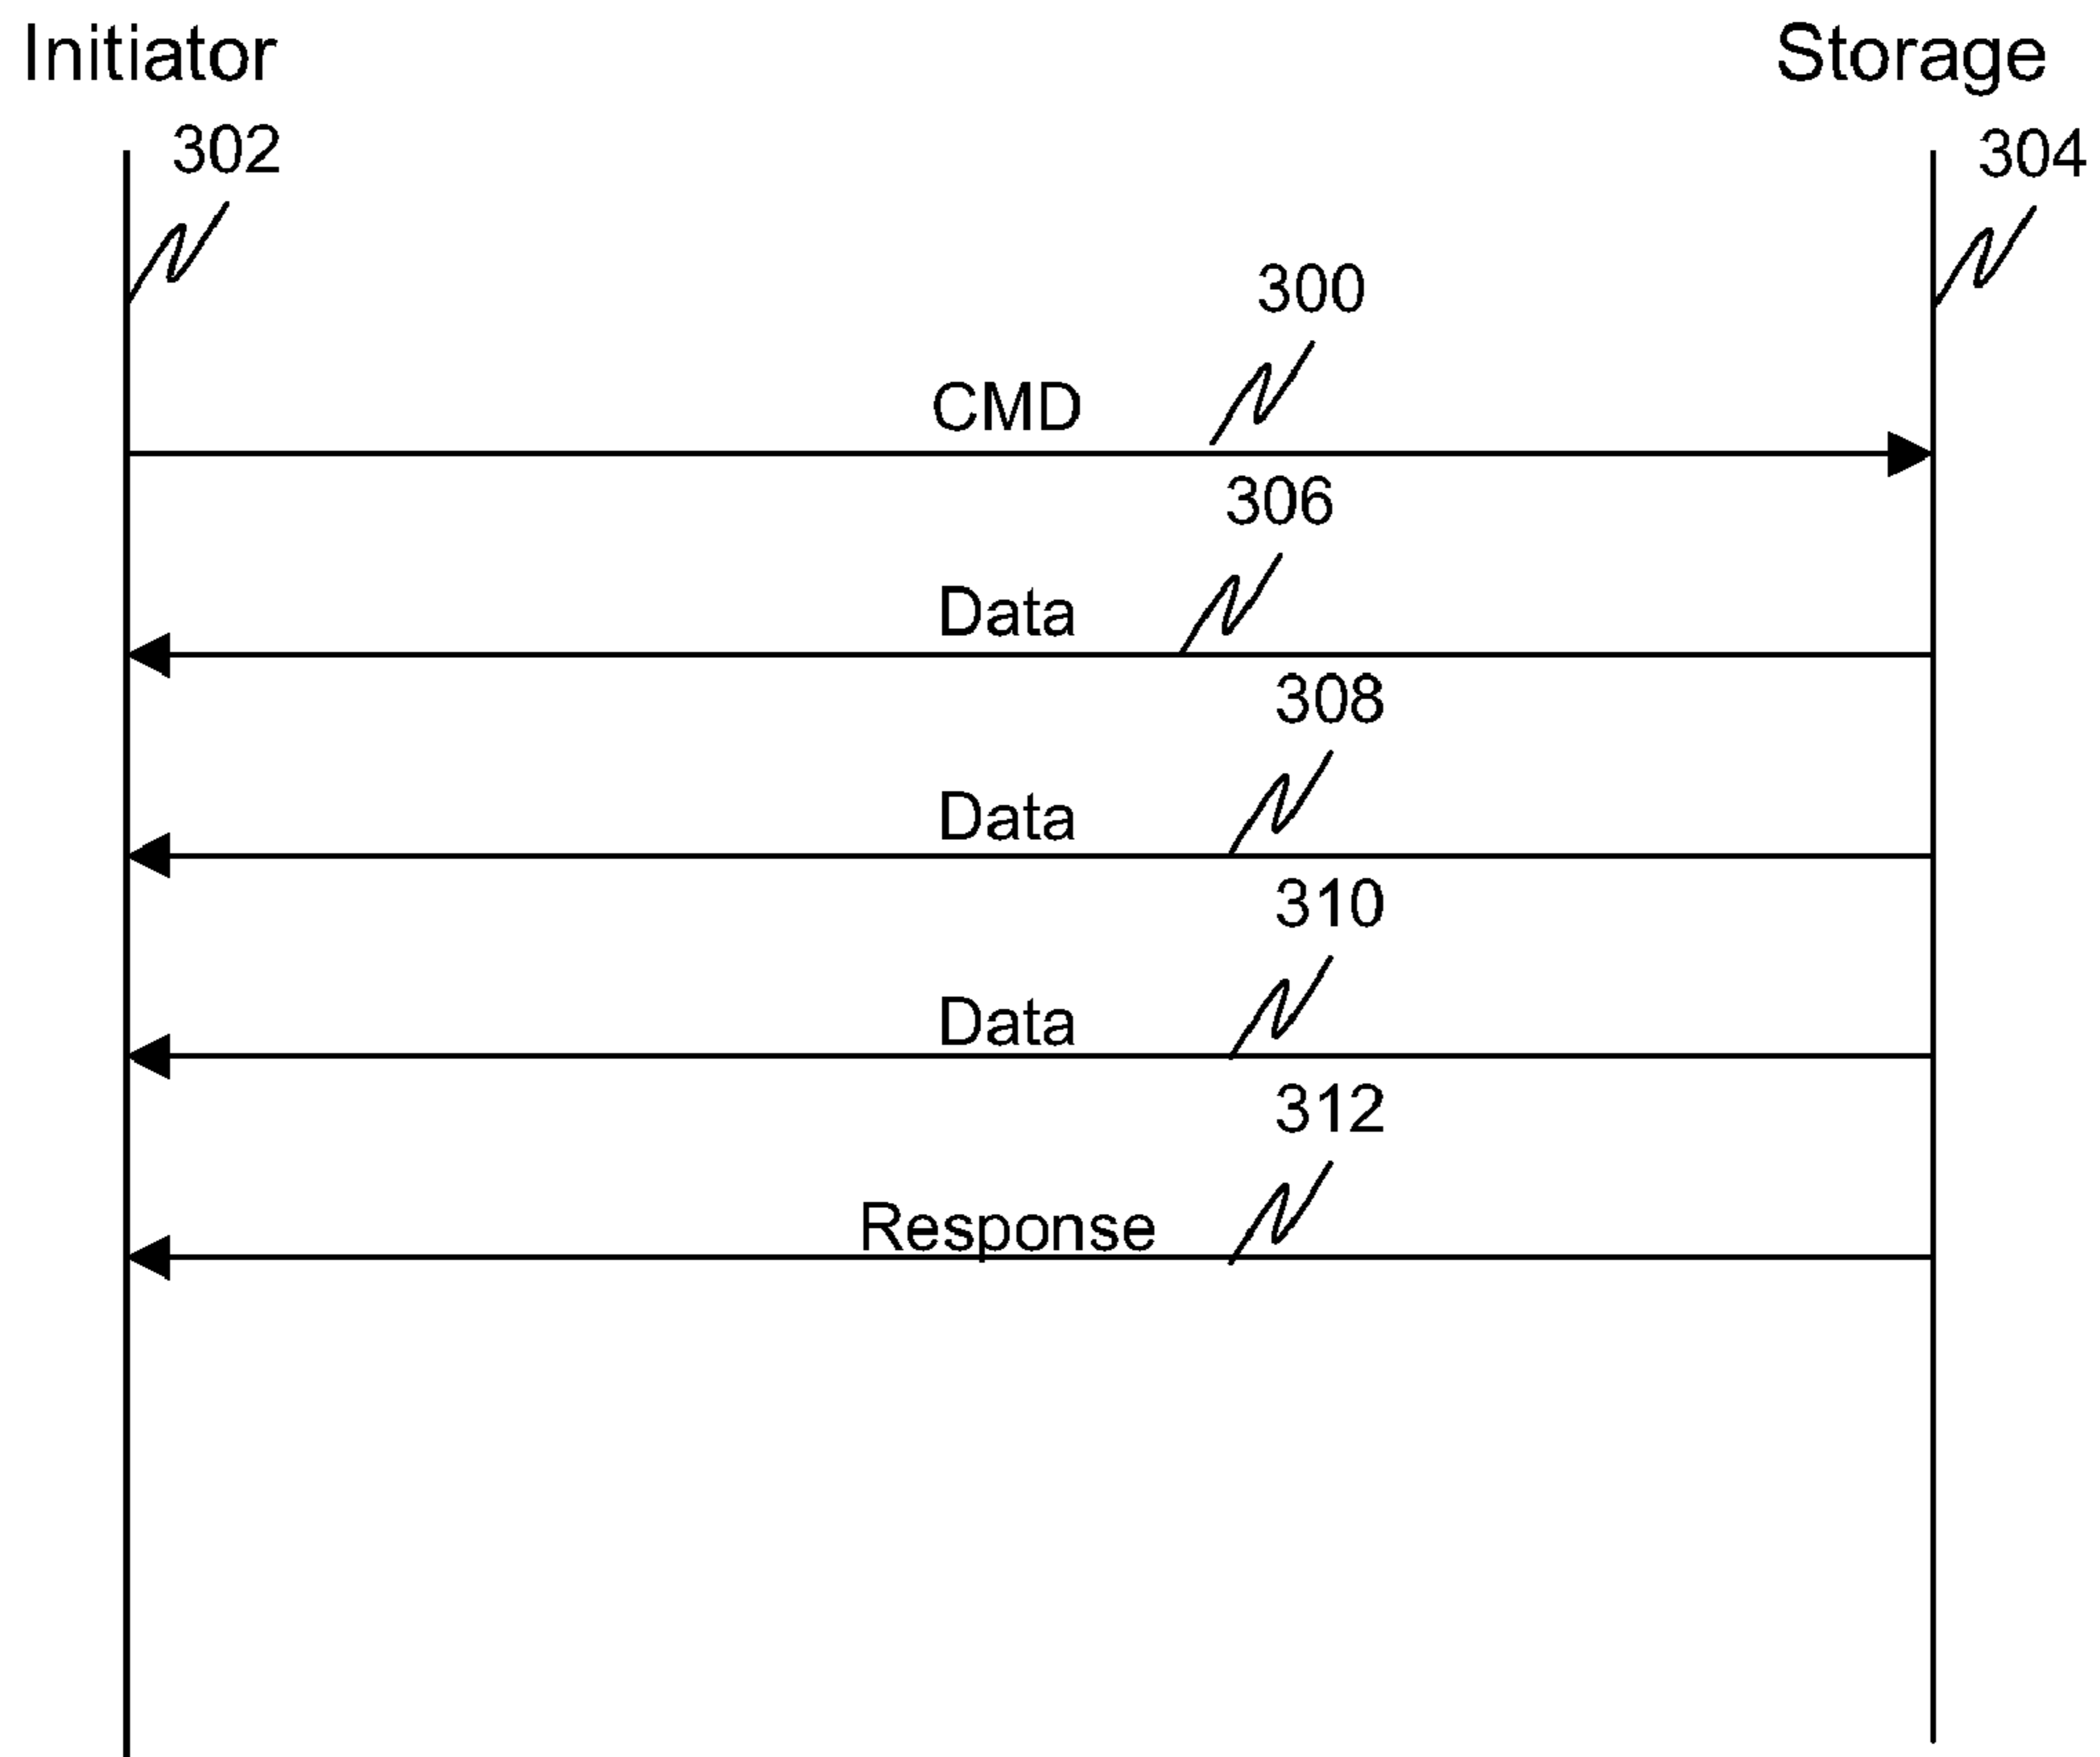 Initiator
Storage
302
304
300
CMD
306
Data
308
Data
310
Data
312
Response